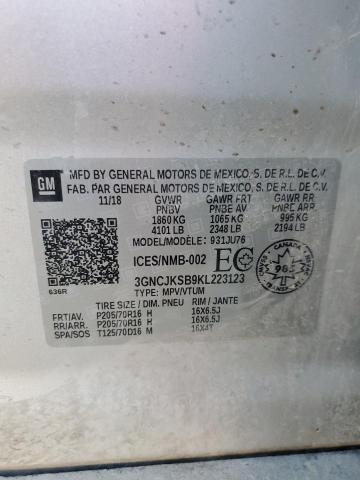 GM
MFD BY GENERAL MOTORS DE MEXICO, S. DE R.L. DE C.V.
FAB. PAR GENERAL MOTORS DE MEXICO, S. DE R.L. DE C.V.
11/18 GVWR GAWR FRT GAWR RR
PNBV PNBE AV PNBE ARR
1860 KG 1065 KG 995 KG
4101 LB 2348 LB 2194 LB
MODEL/MODÈLE: 931JU76
ICES/NMB-002 EC
CANADA
985
3GNCJKSB9KL223123
TYPE: MPV/VTUM
636R
TIRE SIZE / DIM. PNEU RIM / JANTE
FRT/AV. P205/70R16 H 16X6.5J
RR/ARR. P205/70R16 H 16X6.5J
SPA/SOS T125/70D16 M 16X4T